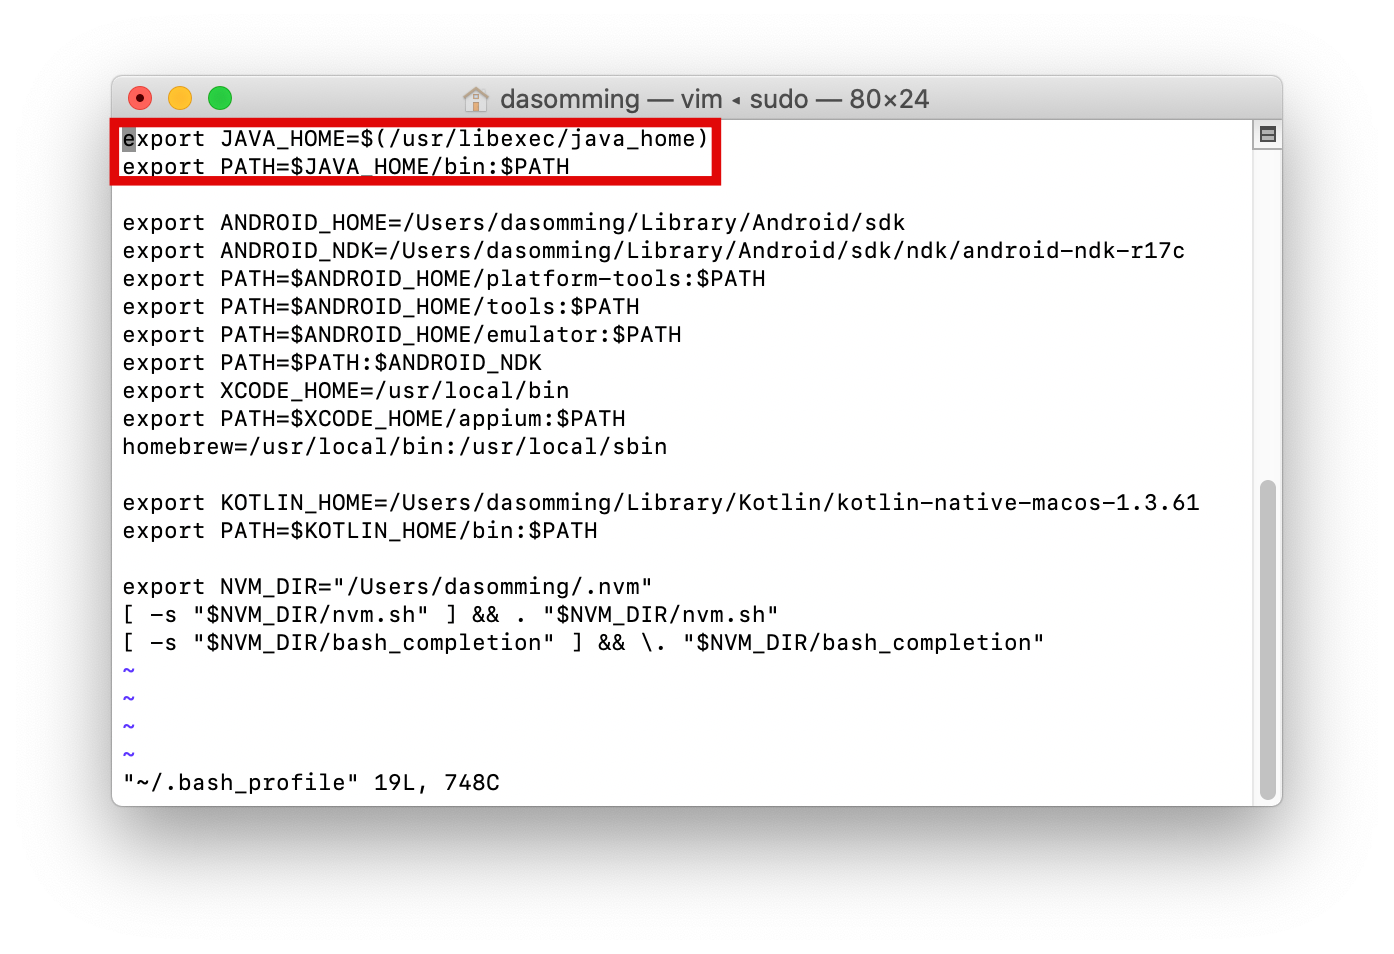 dasomming — vim ◂ sudo — 80×24
export JAVA_HOME=$(/usr/libexec/java_home)
export PATH=$JAVA_HOME/bin:$PATH
export ANDROID_HOME=/Users/dasomming/Library/Android/sdk
export ANDROID_NDK=/Users/dasomming/Library/Android/sdk/ndk/android-ndk-r17c
export PATH=$ANDROID_HOME/platform-tools:$PATH
export PATH=$ANDROID_HOME/tools:$PATH
export PATH=$ANDROID_HOME/emulator:$PATH
export PATH=$PATH:$ANDROID_NDK
export XCODE_HOME=/usr/local/bin
export PATH=$XCODE_HOME/appium:$PATH
homebrew=/usr/local/bin:/usr/local/sbin
export KOTLIN_HOME=/Users/dasomming/Library/Kotlin/kotlin-native-macos-1.3.61
export PATH=$KOTLIN_HOME/bin:$PATH
export NVM_DIR="/Users/dasomming/.nvm"
[ -s "$NVM_DIR/nvm.sh" ] && . "$NVM_DIR/nvm.sh"
[ -s "$NVM_DIR/bash_completion" ] && \. "$NVM_DIR/bash_completion"
~
~
~
~
"~/.bash_profile" 19L, 748C